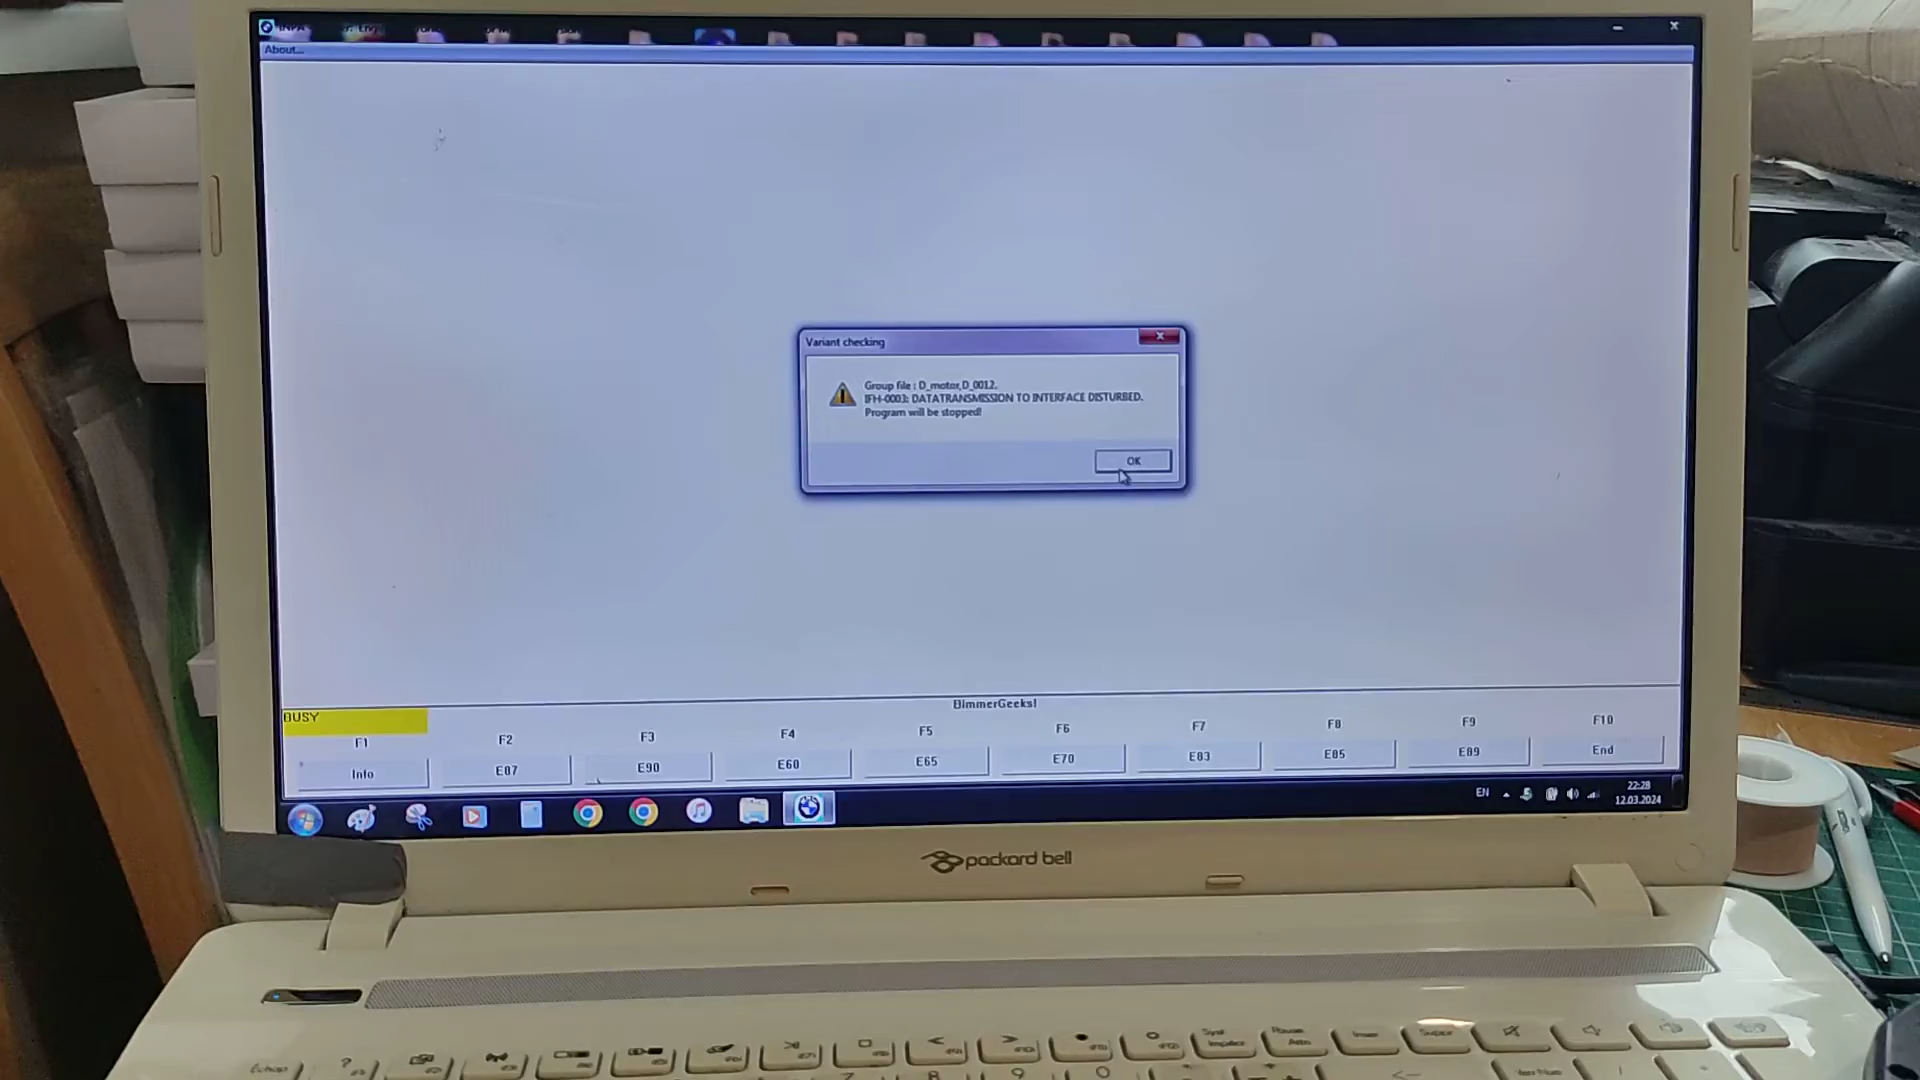 INPA
About...
Variant checking
Group file : D_motor,D_0012.
IFH-0003: DATATRANSMISSION TO INTERFACE DISTURBED.
Program will be stopped!
OK
BimmerGeeks!
BUSY
F1 F2 F3 F4 F5 F6 F7 F8 F9 F10
Info E87 E90 E60 E65 E70 E83 E85 E89 End
EN
22:28
12.03.2024
packard bell